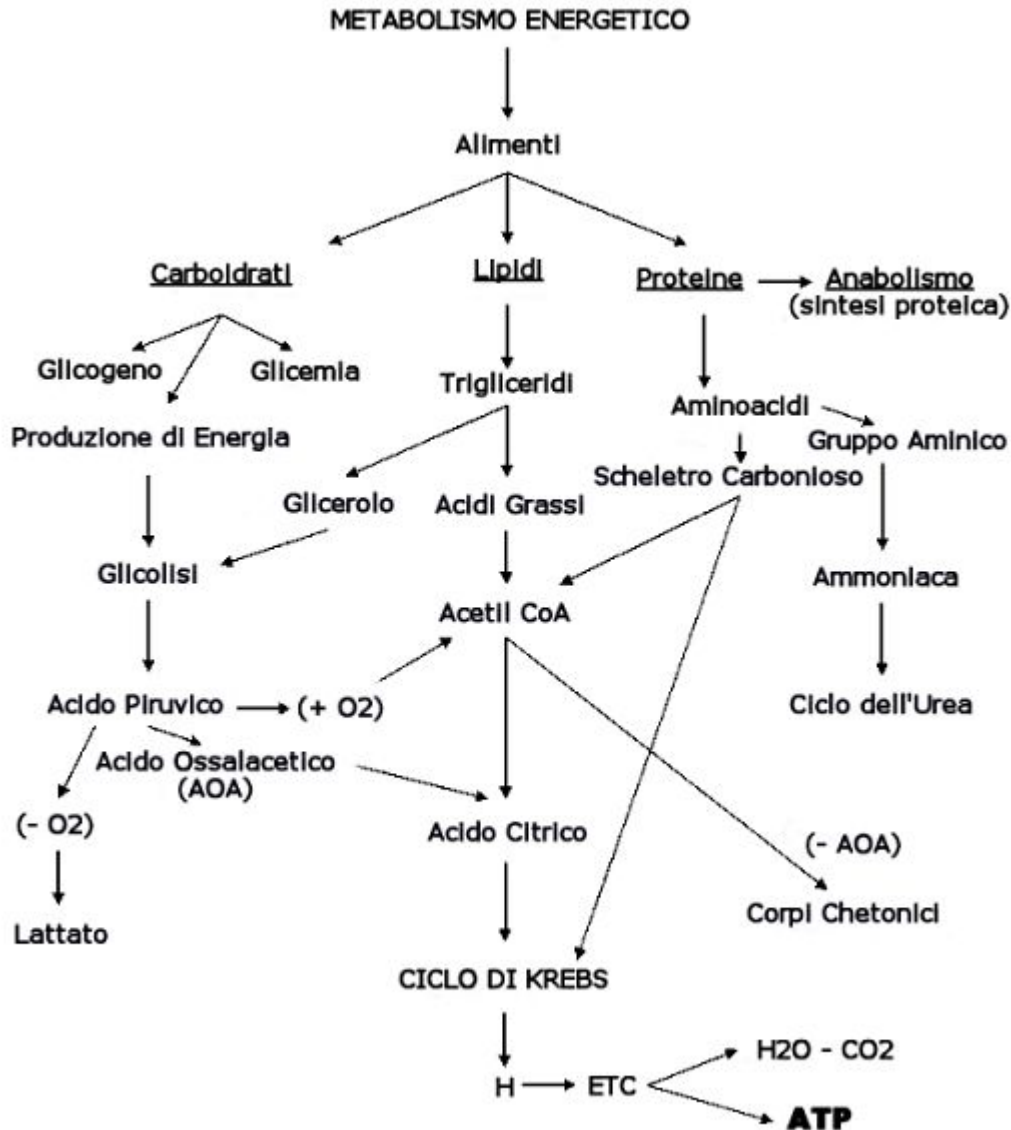 METABOLISMO ENERGETICO
Alimenti
Carboidrati
Lipidi
Proteine
Anabolismo
(sintesi proteica)
Glicogeno
Glicemia
Trigliceridi
Aminoacidi
Produzione di Energia
Gruppo Aminico
Scheletro Carbonioso
Glicerolo
Acidi Grassi
Glicolisi
Ammoniaca
Acetil CoA
Acido Piruvico
(+ O2)
Ciclo dell'Urea
Acido Ossalacetico
(AOA)
(- O2)
Acido Citrico
(- AOA)
Corpi Chetonici
Lattato
CICLO DI KREBS
H2O - CO2
H
ETC
ATP